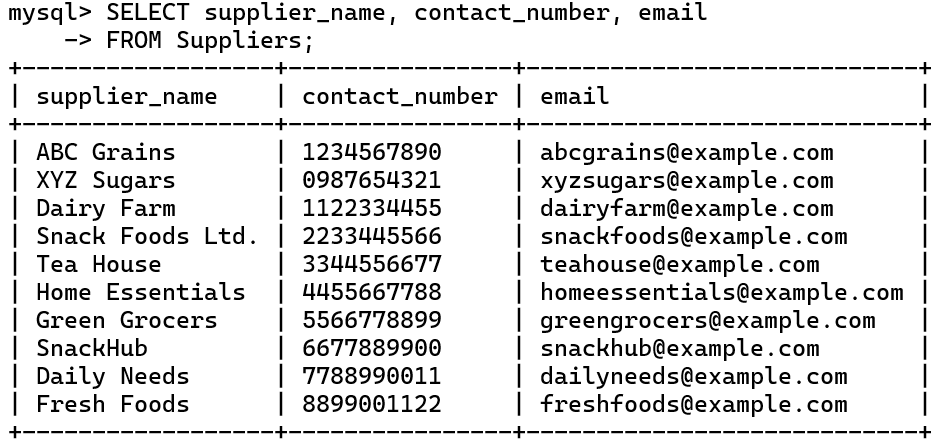 mysql> SELECT supplier_name, contact_number, email
    -> FROM Suppliers;
+------------------+----------------+----------------------------+
| supplier_name    | contact_number | email                      |
+------------------+----------------+----------------------------+
| ABC Grains       | 1234567890     | abcgrains@example.com      |
| XYZ Sugars       | 0987654321     | xyzsugars@example.com      |
| Dairy Farm       | 1122334455     | dairyfarm@example.com      |
| Snack Foods Ltd. | 2233445566     | snackfoods@example.com     |
| Tea House        | 3344556677     | teahouse@example.com       |
| Home Essentials  | 4455667788     | homeessentials@example.com |
| Green Grocers    | 5566778899     | greengrocers@example.com   |
| SnackHub         | 6677889900     | snackhub@example.com       |
| Daily Needs      | 7788990011     | dailyneeds@example.com     |
| Fresh Foods      | 8899001122     | freshfoods@example.com     |
+------------------+----------------+----------------------------+